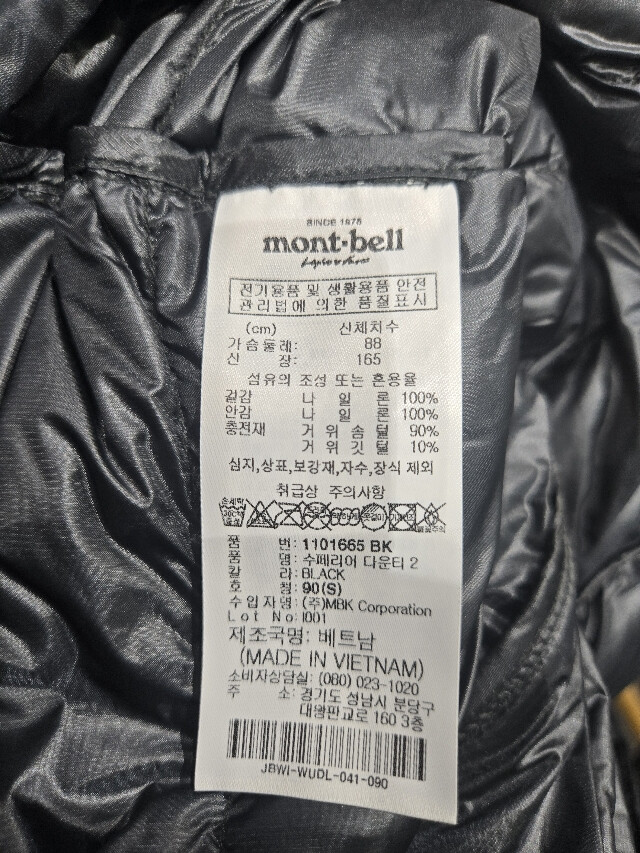 SINCE 1975
mont·bell
전기용품 및 생활용품 안전
관리법에 의한 품질표시
(cm) 신체치수
가슴둘레: 88
신 장: 165
섬유의 조성 또는 혼용율
겉감 나 일 론 100%
안감 나 일 론 100%
충전재 거 위 솜 털 90%
거 위 깃 털 10%
심지,상표,보강재,자수,장식 제외
취급상 주의사항
손세탁
30℃
중성
품 번: 1101665 BK
품 명: 수페리어 다운티 2
칼 라: BLACK
호 칭: 90(S)
수입자명: (주)MBK Corporation
Lot No: I001
제조국명: 베트남
(MADE IN VIETNAM)
소비자상담실: (080) 023-1020
주 소: 경기도 성남시 분당구
대왕판교로 160 3층
JBWI-WUDL-041-090